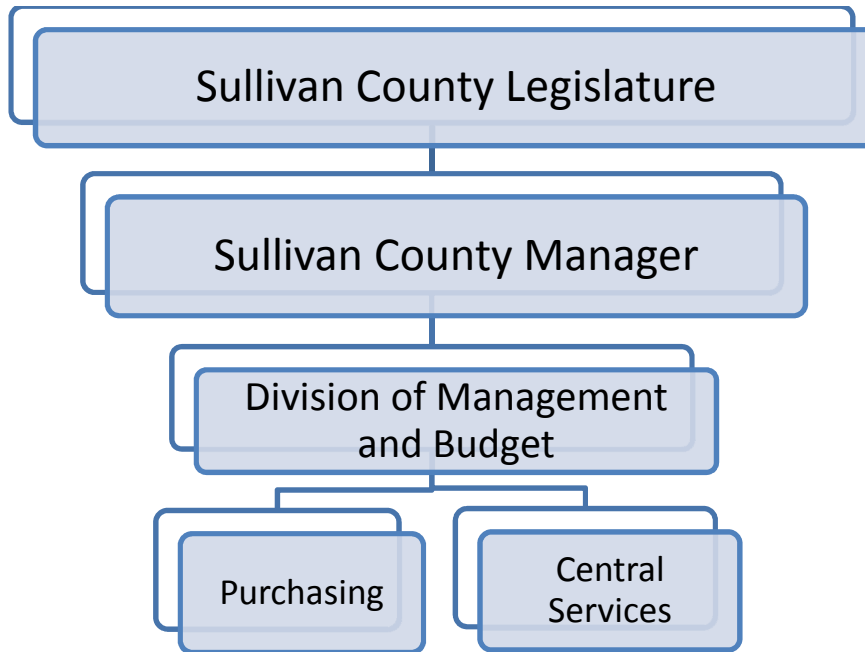 Sullivan County Legislature
Sullivan County Manager
Division of Management
and Budget
Purchasing
Central
Services